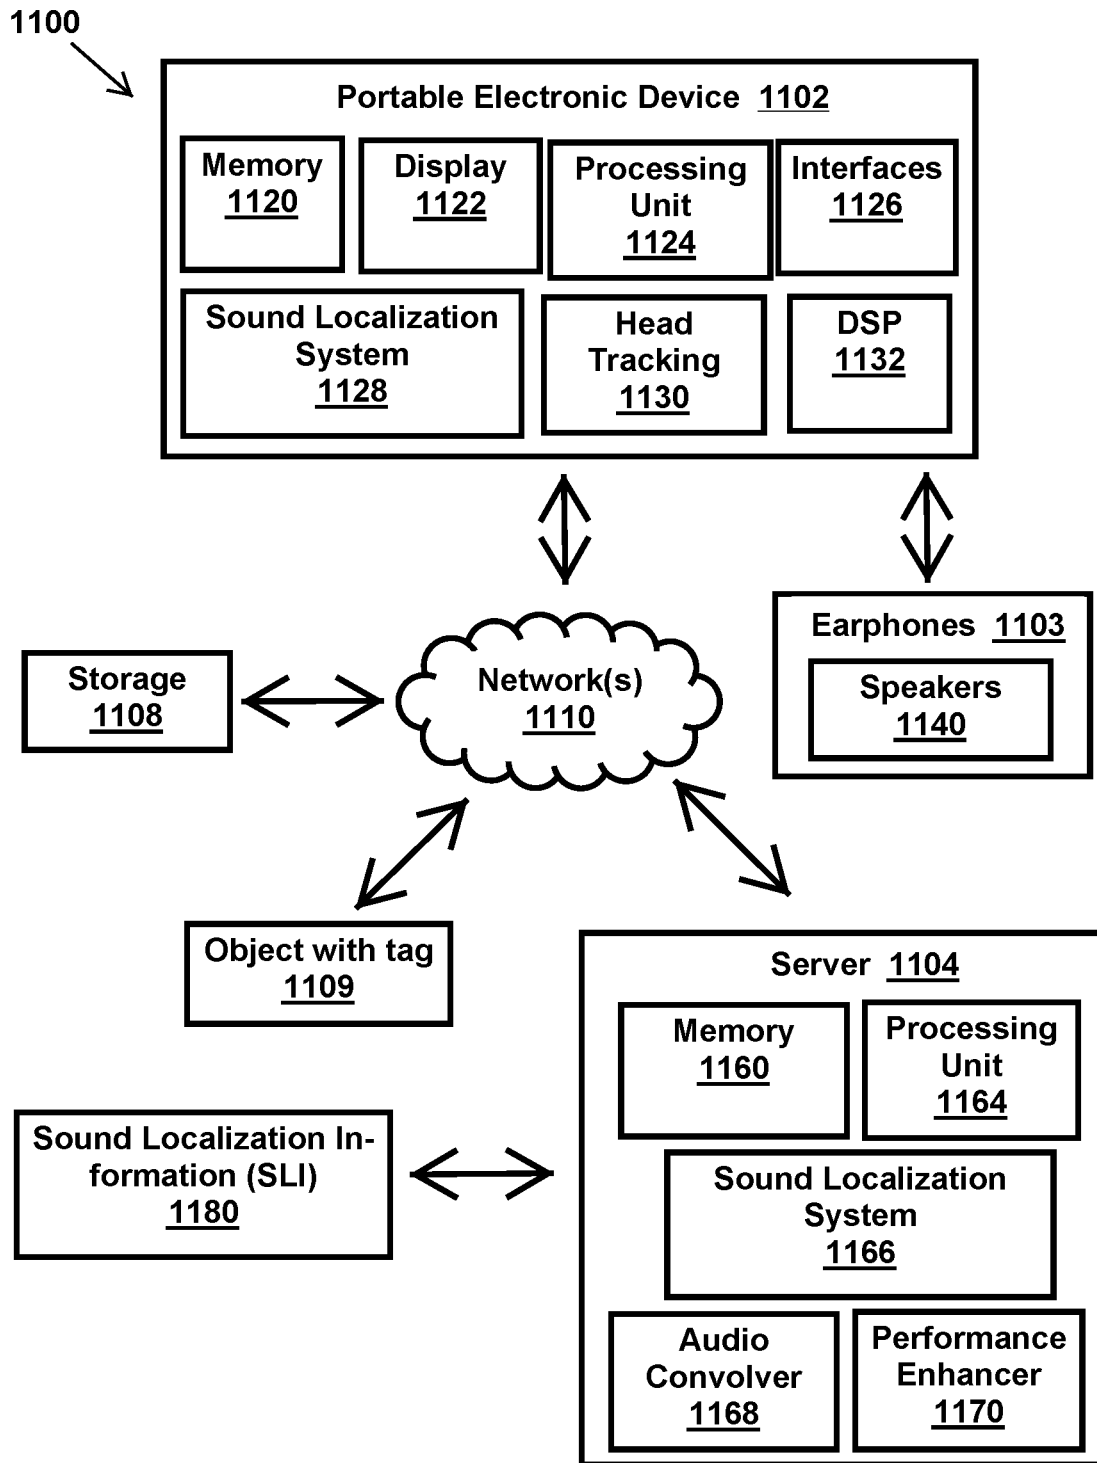 1100
Portable Electronic Device 1102
Memory
1120
Display
1122
Processing
Unit
1124
Interfaces
1126
Sound Localization
System
1128
Head
Tracking
1130
DSP
1132
Earphones 1103
Speakers
1140
Storage
1108
Network(s)
1110
Object with tag
1109
Server 1104
Memory
1160
Processing
Unit
1164
Sound Localization
System
1166
Audio
Convolver
1168
Performance
Enhancer
1170
Sound Localization In-
formation (SLI)
1180